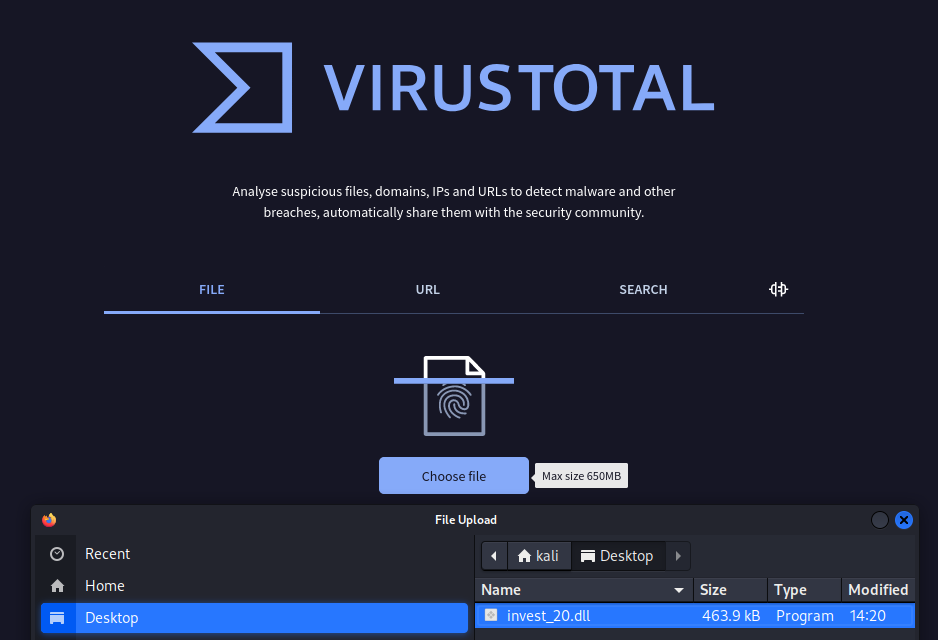 VIRUSTOTAL
Analyse suspicious files, domains, IPs and URLs to detect malware and other
breaches, automatically share them with the security community.
FILE URL SEARCH
Choose file Max size 650MB
File Upload
Recent
Home
Desktop
kali Desktop
Name Size Type Modified
invest_20.dll 463.9 kB Program 14:20